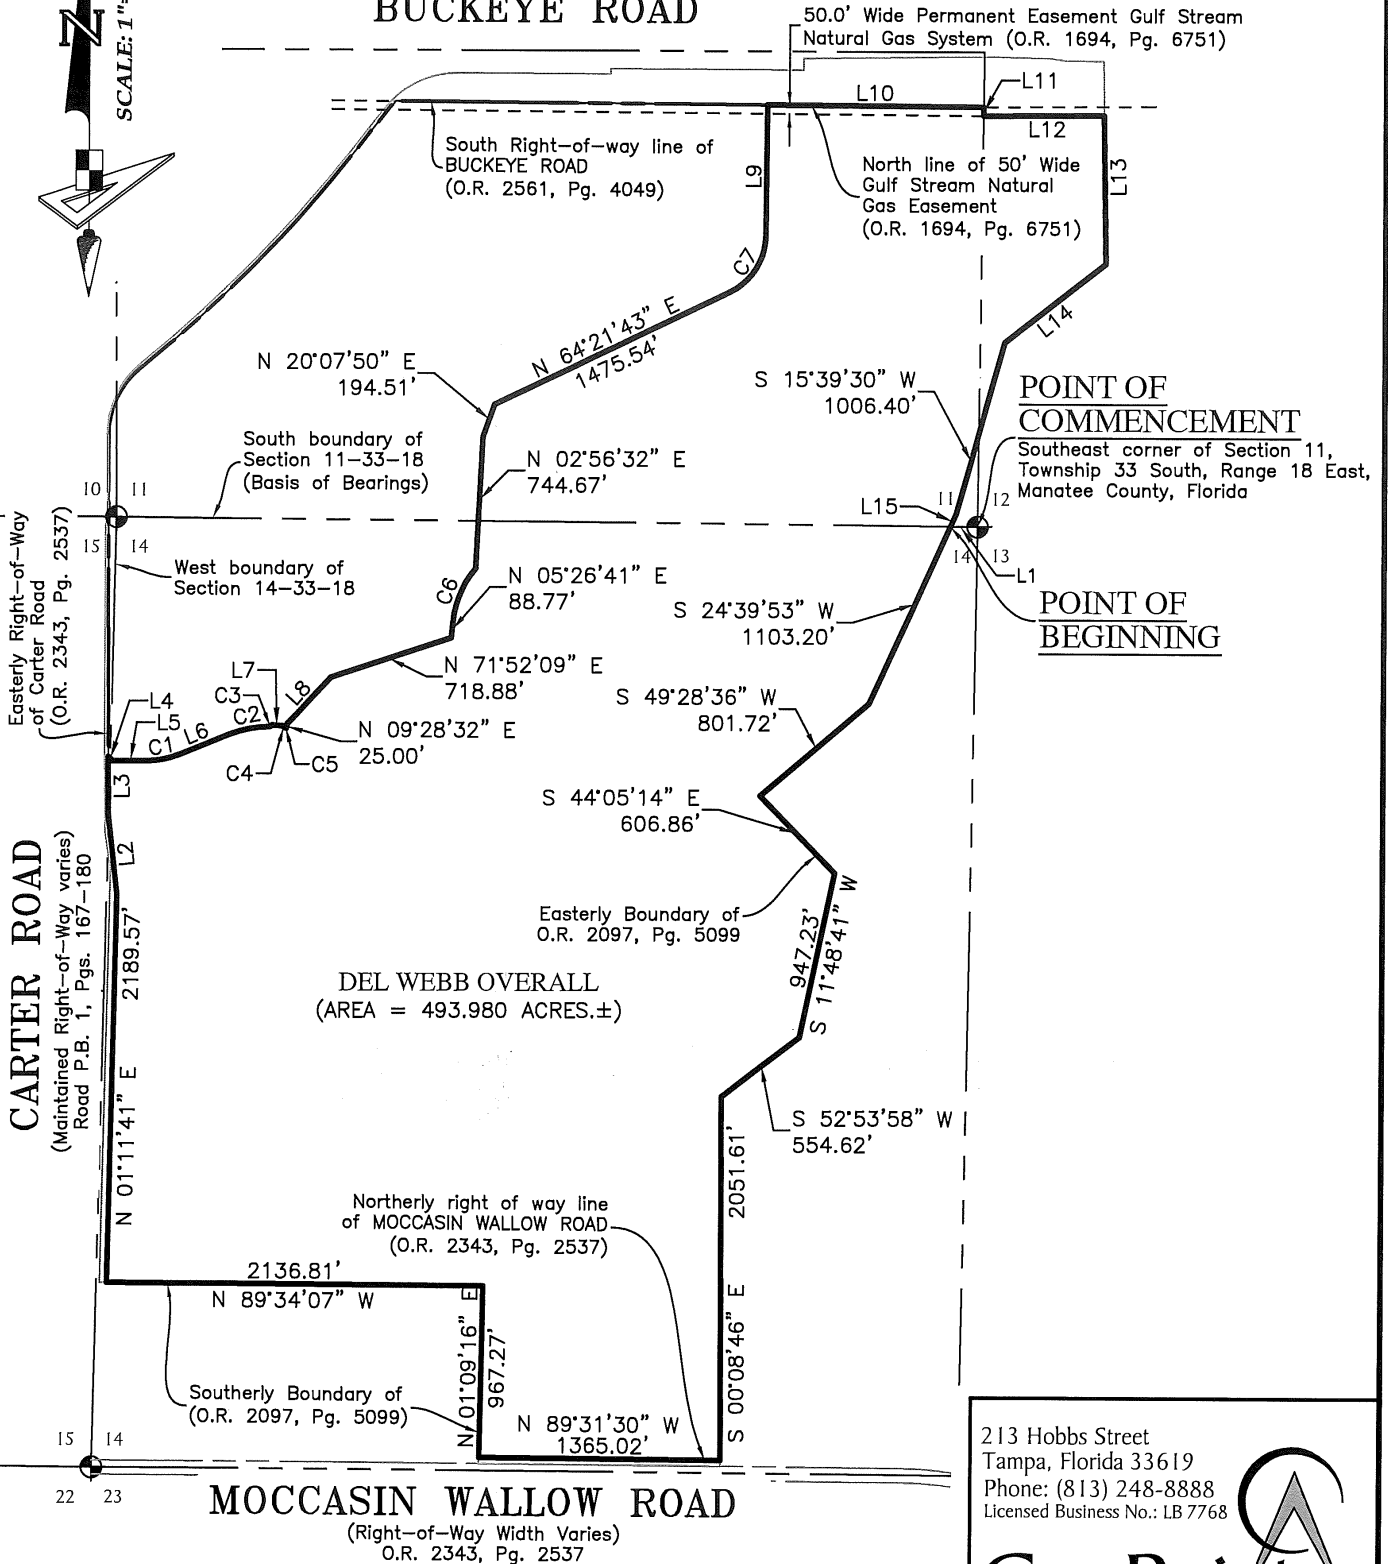 BUCKEYE ROAD
N
SCALE: 1"=
50.0' Wide Permanent Easement Gulf Stream
Natural Gas System (O.R. 1694, Pg. 6751)
L10
L11
L12
South Right-of-way line of
BUCKEYE ROAD
(O.R. 2561, Pg. 4049)
L9
North line of 50' Wide
Gulf Stream Natural
Gas Easement
(O.R. 1694, Pg. 6751)
L13
C7
L14
N 64°21'43" E
1475.54'
N 20°07'50" E
194.51'
S 15°39'30" W
1006.40'
POINT OF
COMMENCEMENT
Southeast corner of Section 11,
Township 33 South, Range 18 East,
Manatee County, Florida
South boundary of
Section 11-33-18
(Basis of Bearings)
N 02°56'32" E
744.67'
10
11
15
14
11
12
14
13
L15
L1
Easterly Right-of-Way
of Carter Road
(O.R. 2343, Pg. 2537)
West boundary of
Section 14-33-18
C6
N 05°26'41" E
88.77'
S 24°39'53" W
1103.20'
POINT OF
BEGINNING
N 71°52'09" E
718.88'
L7
L8
C3
L4
L5
C1
L6
C2
N 09°28'32" E
25.00'
C4
C5
S 49°28'36" W
801.72'
L3
S 44°05'14" E
606.86'
L2
CARTER ROAD
(Maintained Right-of-Way varies)
Road P.B. 1, Pgs. 167-180
2189.57'
N 01°11'41" E
Easterly Boundary of
O.R. 2097, Pg. 5099
947.23'
S 11°48'41" W
DEL WEBB OVERALL
(AREA = 493.980 ACRES.±)
S 52°53'58" W
554.62'
2051.61'
S 00°08'46" E
Northerly right of way line
of MOCCASIN WALLOW ROAD
(O.R. 2343, Pg. 2537)
2136.81'
N 89°34'07" W
N 01°09'16" E
967.27'
Southerly Boundary of
(O.R. 2097, Pg. 5099)
N 89°31'30" W
1365.02'
15
14
22
23
MOCCASIN WALLOW ROAD
(Right-of-Way Width Varies)
O.R. 2343, Pg. 2537
213 Hobbs Street
Tampa, Florida 33619
Phone: (813) 248-8888
Licensed Business No.: LB 7768